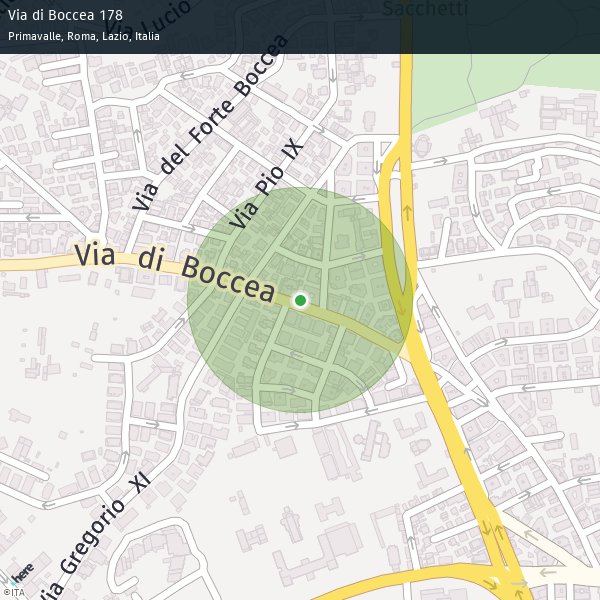 Via di Boccea 178
Primavalle, Roma, Lazio, Italia
Via Lucio
Sacchetti
Via del Forte Boccea
Via Pio IX
Via di Boccea
Via Gregorio XI
here
©ITA